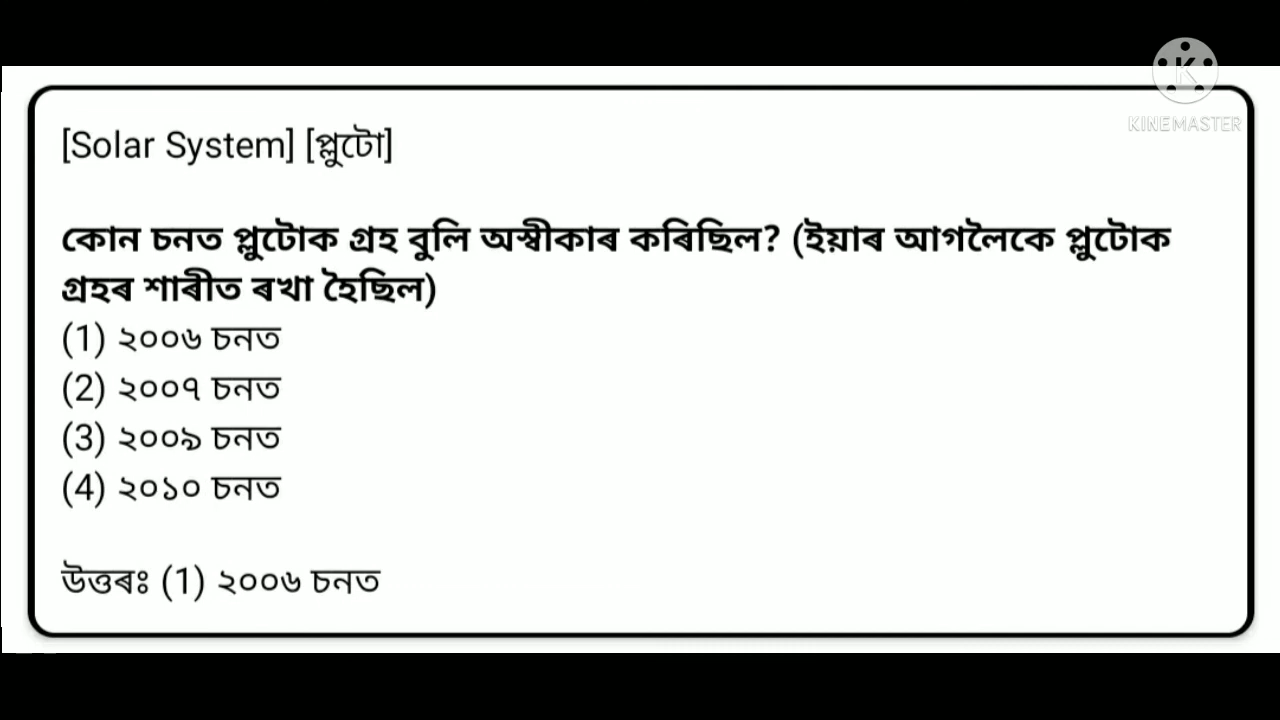 KINEMASTER
[Solar System] [প্লুটো]
কোন চনত প্লুটোক গ্ৰহ বুলি অস্বীকাৰ কৰিছিল? (ইয়াৰ আগলৈকে প্লুটোক
গ্ৰহৰ শাৰীত ৰখা হৈছিল)
(1) ২০০৬ চনত
(2) ২০০৭ চনত
(3) ২০০৯ চনত
(4) ২০১০ চনত
উত্তৰঃ (1) ২০০৬ চনত